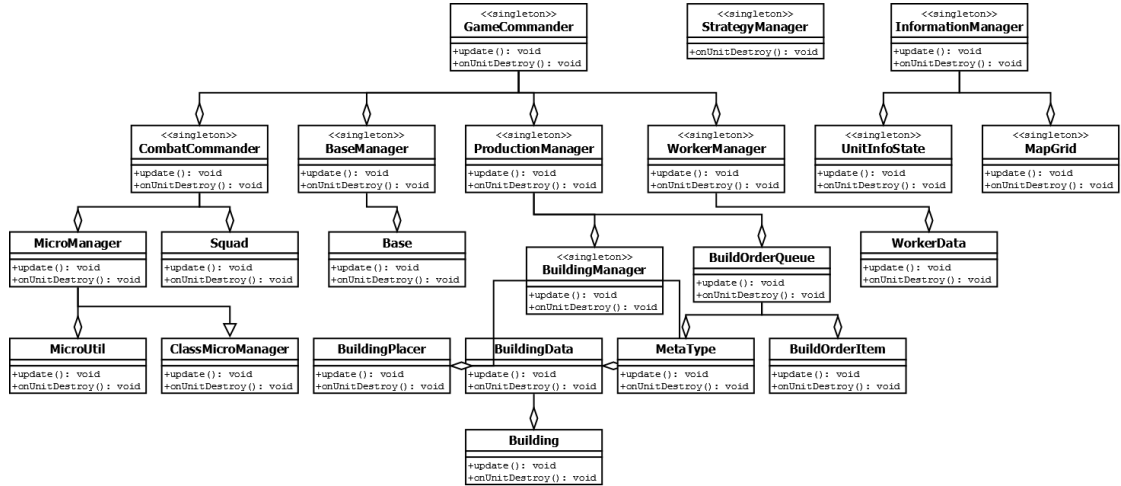 <<singleton>>
GameCommander
+update(): void
+onUnitDestroy(): void
<<singleton>>
StrategyManager
+update(): void
+onUnitDestroy(): void
<<singleton>>
InformationManager
+update(): void
+onUnitDestroy(): void
<<singleton>>
CombatCommander
+update(): void
+onUnitDestroy(): void
<<singleton>>
BaseManager
+update(): void
+onUnitDestroy(): void
<<singleton>>
ProductionManager
+update(): void
+onUnitDestroy(): void
<<singleton>>
WorkerManager
+update(): void
+onUnitDestroy(): void
<<singleton>>
UnitInfoState
+update(): void
+onUnitDestroy(): void
<<singleton>>
MapGrid
+update(): void
+onUnitDestroy(): void
MicroManager
+update(): void
+onUnitDestroy(): void
Squad
+update(): void
+onUnitDestroy(): void
Base
+update(): void
+onUnitDestroy(): void
<<singleton>>
BuildingManager
+update(): void
+onUnitDestroy(): void
BuildOrderQueue
+update(): void
+onUnitDestroy(): void
WorkerData
+update(): void
+onUnitDestroy(): void
MicroUtil
+update(): void
+onUnitDestroy(): void
ClassMicroManager
+update(): void
+onUnitDestroy(): void
BuildingPlacer
+update(): void
+onUnitDestroy(): void
BuildingData
+update(): void
+onUnitDestroy(): void
MetaType
+update(): void
+onUnitDestroy(): void
BuildOrderItem
+update(): void
+onUnitDestroy(): void
Building
+update(): void
+onUnitDestroy(): void